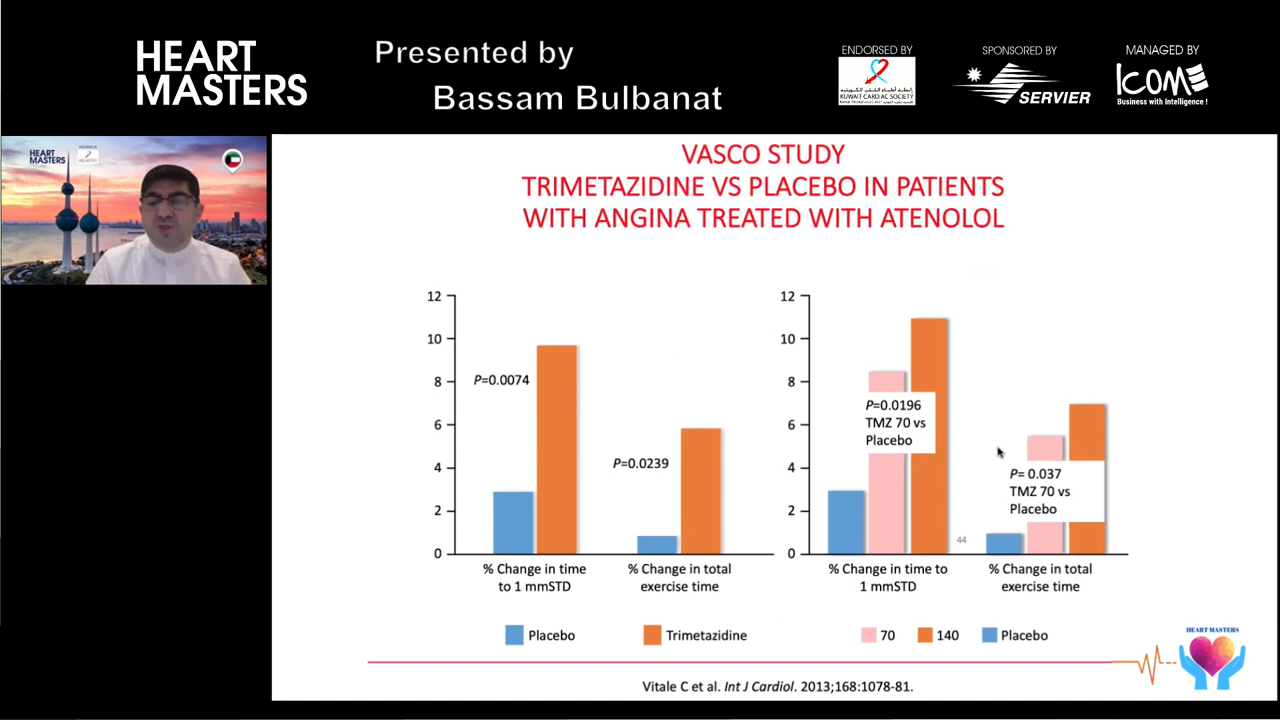 HEART
MASTERS
Presented by
Bassam Bulbanat
ENDORSED BY
KUWAIT CARDIAC SOCIETY
SPONSORED BY
SERVIER
MANAGED BY
ICOME
Business with Intelligence !
HEART
MASTERS
VASCO STUDY
TRIMETAZIDINE VS PLACEBO IN PATIENTS
WITH ANGINA TREATED WITH ATENOLOL
12
10
8
6
4
2
0
P=0.0074
P=0.0239
% Change in time
to 1 mmSTD
% Change in total
exercise time
Placebo
Trimetazidine
12
10
8
6
4
2
0
P=0.0196
TMZ 70 vs
Placebo
P= 0.037
TMZ 70 vs
Placebo
44
% Change in time to
1 mmSTD
% Change in total
exercise time
70
140
Placebo
HEART MASTERS
Vitale C et al. Int J Cardiol. 2013;168:1078-81.